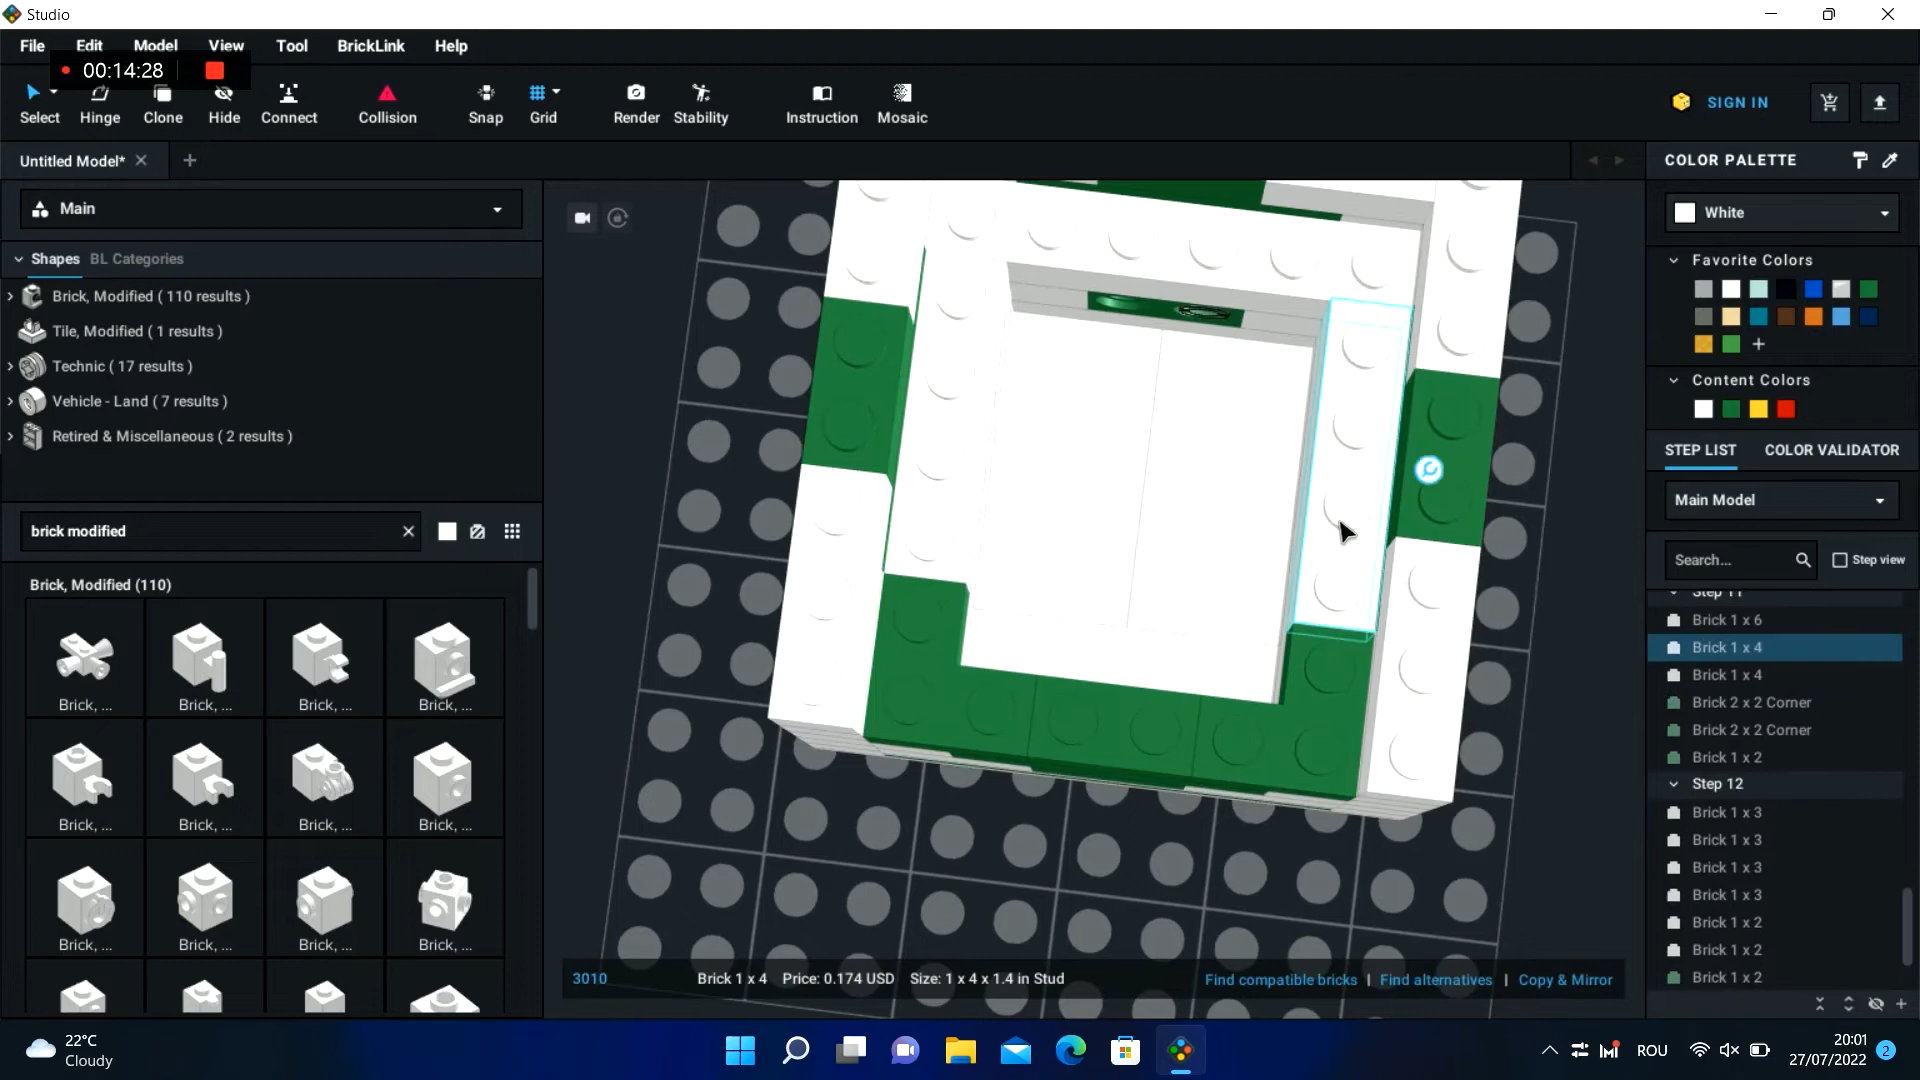 Studio
File Edit Model View Tool BrickLink Help
00:14:28
Select Hinge Clone Hide Connect Collision Snap Grid Render Stability Instruction Mosaic
SIGN IN
Untitled Model*
COLOR PALETTE
Main
White
Shapes BL Categories
Favorite Colors
Brick, Modified ( 110 results )
Tile, Modified ( 1 results )
Technic ( 17 results )
Vehicle - Land ( 7 results )
Retired & Miscellaneous ( 2 results )
Content Colors
STEP LIST COLOR VALIDATOR
Main Model
brick modified
Search... Step view
Brick, Modified (110)
Step 11
Brick 1 x 6
Brick 1 x 4
Brick 1 x 4
Brick 2 x 2 Corner
Brick 2 x 2 Corner
Brick 1 x 2
Step 12
Brick 1 x 3
Brick 1 x 3
Brick 1 x 3
Brick 1 x 3
Brick 1 x 2
Brick 1 x 2
Brick 1 x 2
Brick, ... Brick, ... Brick, ... Brick, ...
Brick, ... Brick, ... Brick, ... Brick, ...
Brick, ... Brick, ... Brick, ... Brick, ...
3010 Brick 1 x 4 Price: 0.174 USD Size: 1 x 4 x 1.4 in Stud Find compatible bricks | Find alternatives | Copy & Mirror
22°C
Cloudy
ROU
20:01
27/07/2022
2